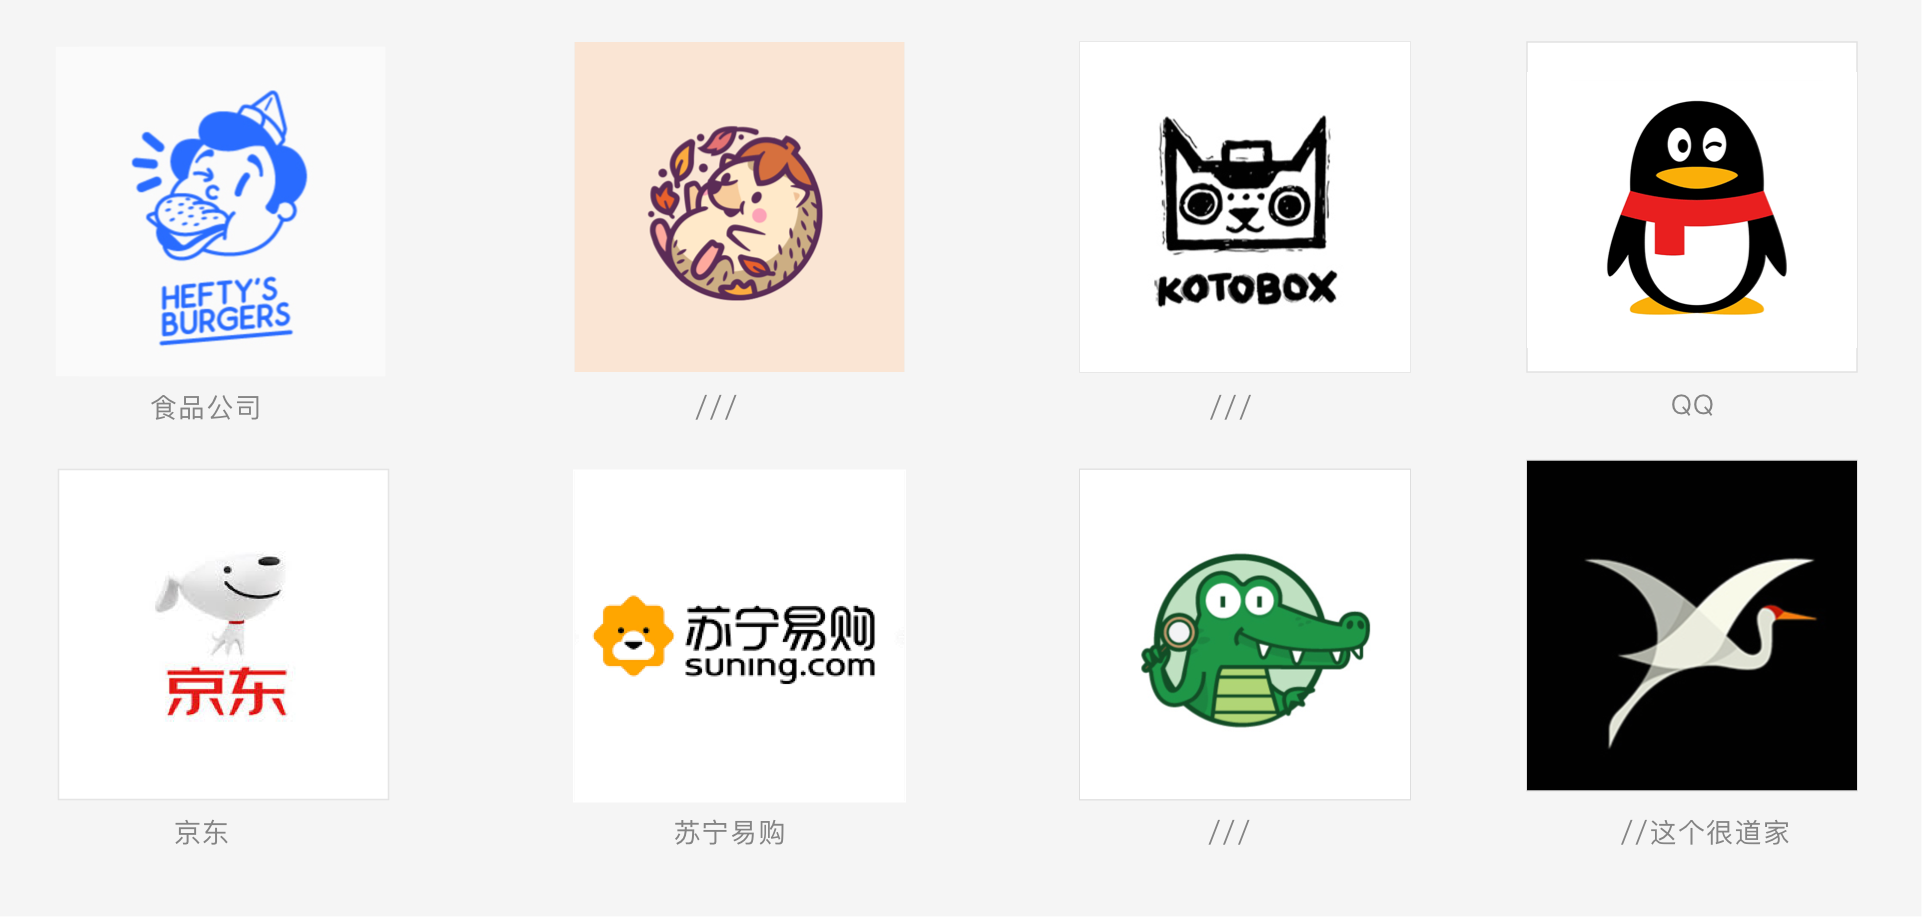 HEFTY'S
BURGERS
KOTOBOX
食品公司
///
///
QQ
京东
苏宁易购
suning.com
京东
苏宁易购
///
//这个很道家